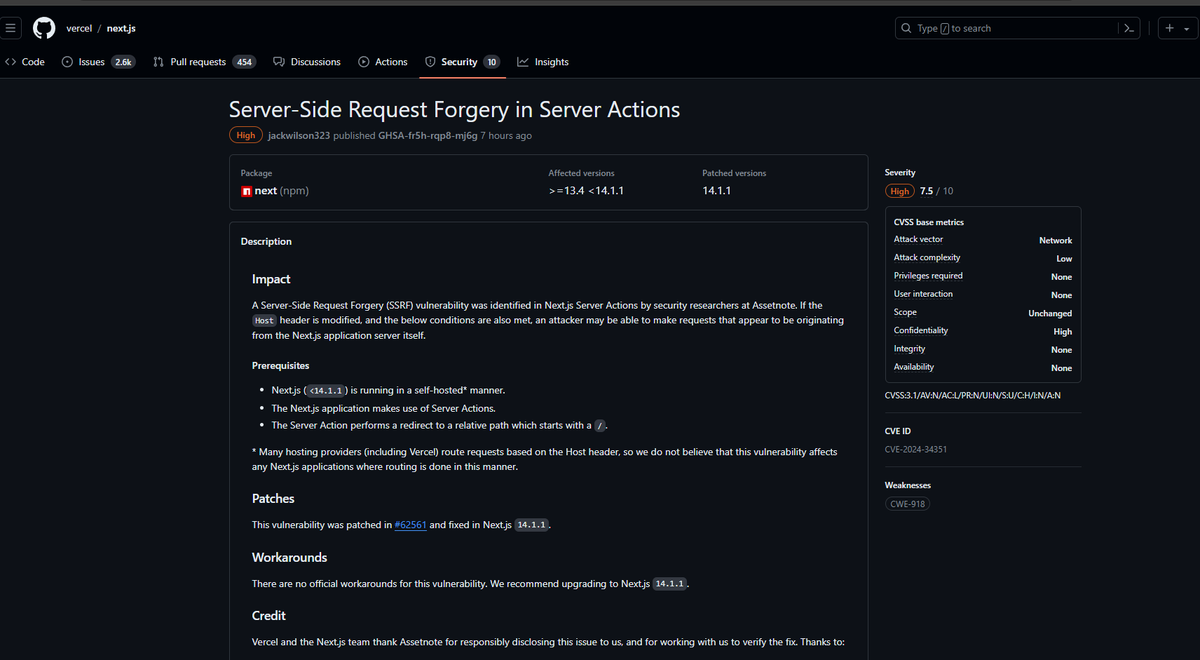 vercel / next.js
Type / to search
Code Issues 2.6k Pull requests 454 Discussions Actions Security 10 Insights
Server-Side Request Forgery in Server Actions
High jackwilson323 published GHSA-fr5h-rqp8-mj6g 7 hours ago
Package Affected versions Patched versions
next (npm) >=13.4 <14.1.1 14.1.1
Description
Impact
A Server-Side Request Forgery (SSRF) vulnerability was identified in Next.js Server Actions by security researchers at Assetnote. If the
Host header is modified, and the below conditions are also met, an attacker may be able to make requests that appear to be originating
from the Next.js application server itself.
Prerequisites
• Next.js (<14.1.1) is running in a self-hosted* manner.
• The Next.js application makes use of Server Actions.
• The Server Action performs a redirect to a relative path which starts with a /.
* Many hosting providers (including Vercel) route requests based on the Host header, so we do not believe that this vulnerability affects
any Next.js applications where routing is done in this manner.
Patches
This vulnerability was patched in #62561 and fixed in Next.js 14.1.1.
Workarounds
There are no official workarounds for this vulnerability. We recommend upgrading to Next.js 14.1.1.
Credit
Vercel and the Next.js team thank Assetnote for responsibly disclosing this issue to us, and for working with us to verify the fix. Thanks to:
Severity
High 7.5 / 10
CVSS base metrics
Attack vector Network
Attack complexity Low
Privileges required None
User interaction None
Scope Unchanged
Confidentiality High
Integrity None
Availability None
CVSS:3.1/AV:N/AC:L/PR:N/UI:N/S:U/C:H/I:N/A:N
CVE ID
CVE-2024-34351
Weaknesses
CWE-918